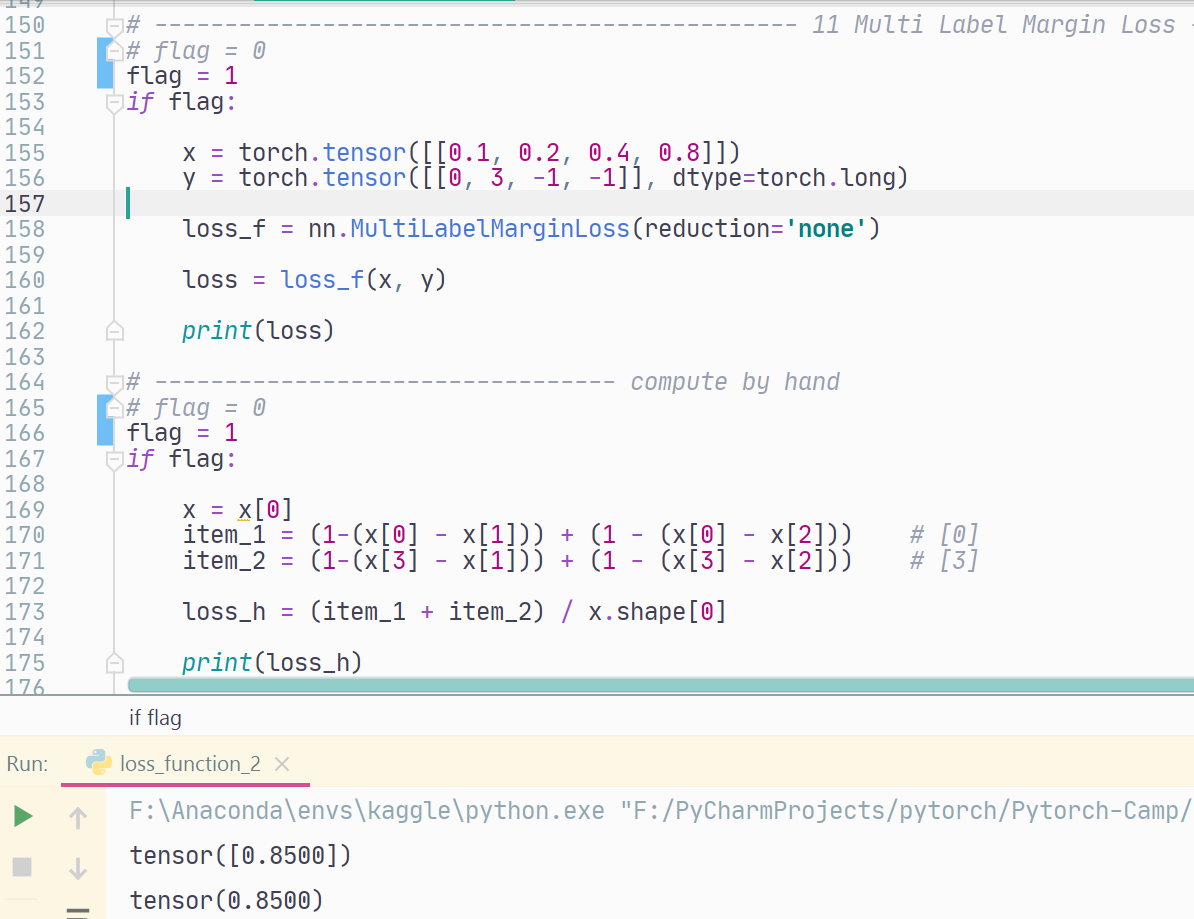 149
150 # ---------------------------------------------- 11 Multi Label Margin Loss -
151 # flag = 0
152 flag = 1
153 if flag:
154
155     x = torch.tensor([[0.1, 0.2, 0.4, 0.8]])
156     y = torch.tensor([[0, 3, -1, -1]], dtype=torch.long)
157
158     loss_f = nn.MultiLabelMarginLoss(reduction='none')
159
160     loss = loss_f(x, y)
161
162     print(loss)
163
164 # --------------------------------- compute by hand
165 # flag = 0
166 flag = 1
167 if flag:
168
169     x = x[0]
170     item_1 = (1-(x[0] - x[1])) + (1 - (x[0] - x[2]))    # [0]
171     item_2 = (1-(x[3] - x[1])) + (1 - (x[3] - x[2]))    # [3]
172
173     loss_h = (item_1 + item_2) / x.shape[0]
174
175     print(loss_h)
176
if flag
Run: loss_function_2
F:\Anaconda\envs\kaggle\python.exe "F:/PyCharmProjects/pytorch/Pytorch-Camp/
tensor([0.8500])
tensor(0.8500)